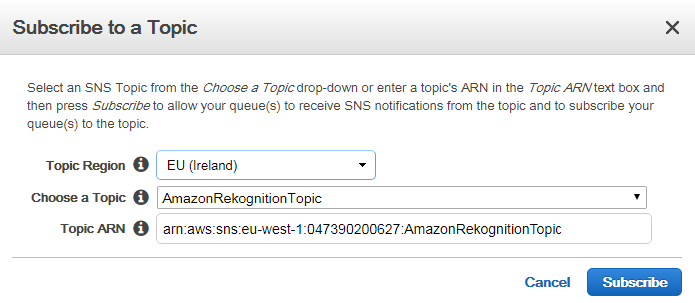 Subscribe to a Topic
Select an SNS Topic from the Choose a Topic drop-down or enter a topic's ARN in the Topic ARN text box and
then press Subscribe to allow your queue(s) to receive SNS notifications from the topic and to subscribe your
queue(s) to the topic.
Topic Region EU (Ireland)
Choose a Topic AmazonRekognitionTopic
Topic ARN arn:aws:sns:eu-west-1:047390200627:AmazonRekognitionTopic
Cancel Subscribe